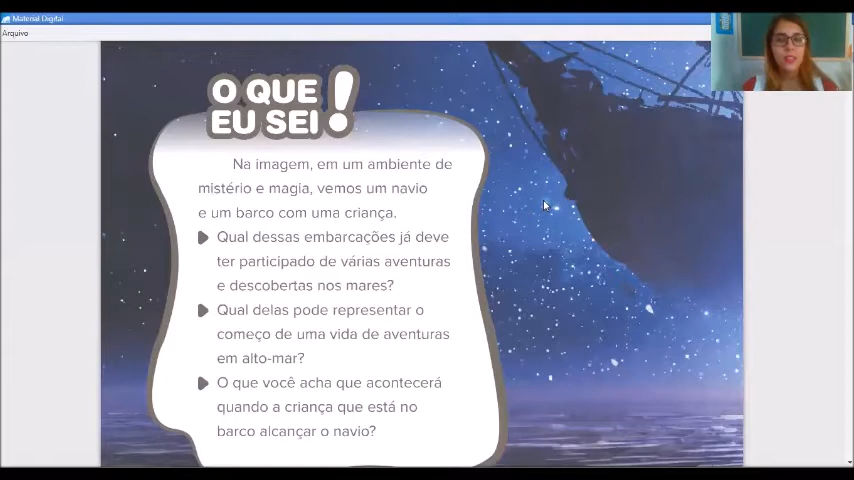 Material Digital
Arquivo
O QUE
EU SEI!
Na imagem, em um ambiente de
mistério e magia, vemos um navio
e um barco com uma criança.
Qual dessas embarcações já deve
ter participado de várias aventuras
e descobertas nos mares?
Qual delas pode representar o
começo de uma vida de aventuras
em alto-mar?
O que você acha que acontecerá
quando a criança que está no
barco alcançar o navio?